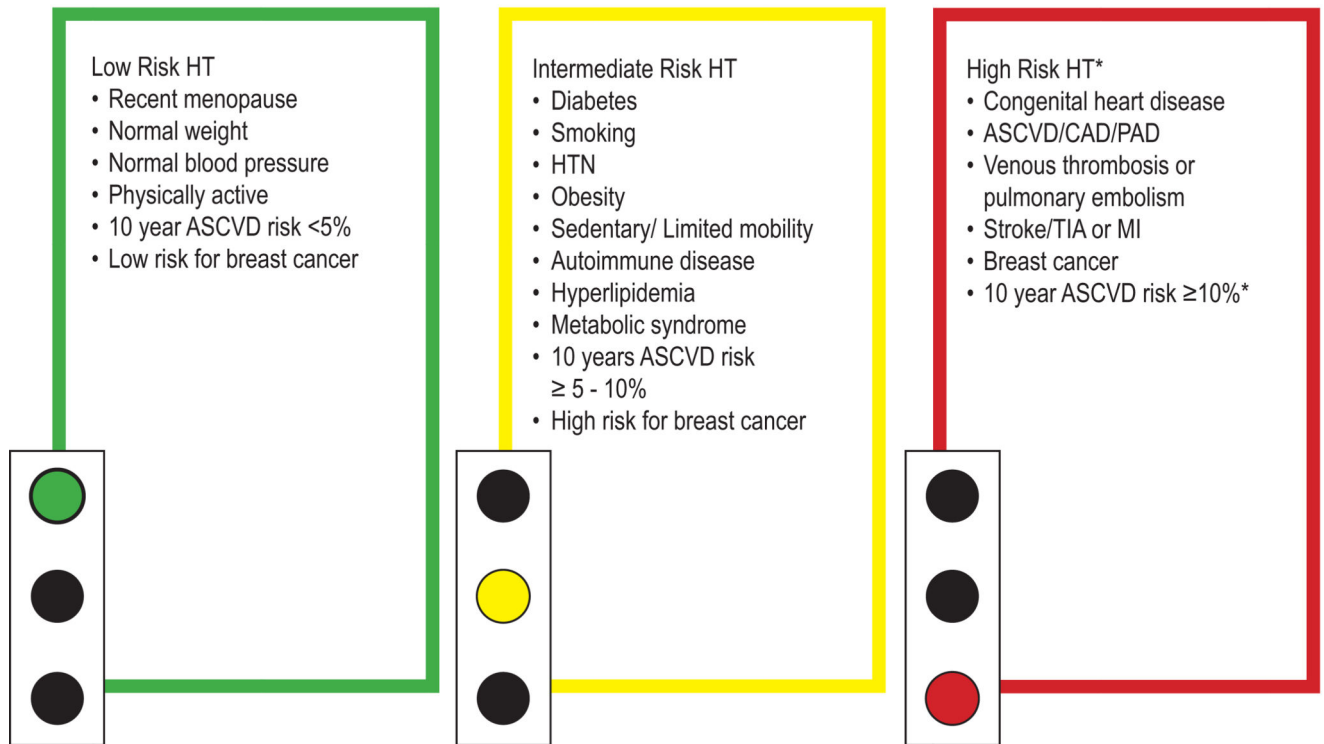 Low Risk HT
• Recent menopause
• Normal weight
• Normal blood pressure
• Physically active
• 10 year ASCVD risk <5%
• Low risk for breast cancer
Intermediate Risk HT
• Diabetes
• Smoking
• HTN
• Obesity
• Sedentary/ Limited mobility
• Autoimmune disease
• Hyperlipidemia
• Metabolic syndrome
• 10 years ASCVD risk
≥ 5 - 10%
• High risk for breast cancer
High Risk HT*
• Congenital heart disease
• ASCVD/CAD/PAD
• Venous thrombosis or
pulmonary embolism
• Stroke/TIA or MI
• Breast cancer
• 10 year ASCVD risk ≥10%*